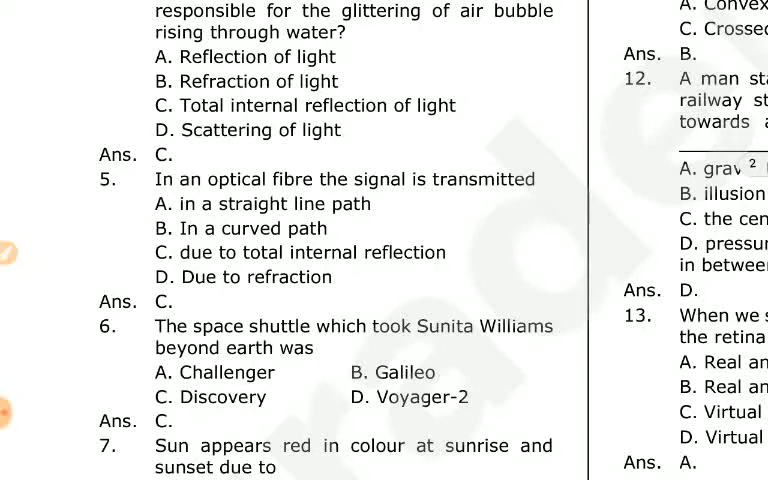 responsible for the glittering of air bubble
rising through water?
A. Reflection of light
B. Refraction of light
C. Total internal reflection of light
D. Scattering of light
Ans. C.
5. In an optical fibre the signal is transmitted
A. in a straight line path
B. In a curved path
C. due to total internal reflection
D. Due to refraction
Ans. C.
6. The space shuttle which took Sunita Williams
beyond earth was
A. Challenger B. Galileo
C. Discovery D. Voyager-2
Ans. C.
7. Sun appears red in colour at sunrise and
sunset due to
A. Convex
C. Crossed
Ans. B.
12. A man sta
railway st
towards a
A. grav 2
B. illusion
C. the cen
D. pressur
in between
Ans. D.
13. When we s
the retina
A. Real an
B. Real an
C. Virtual
D. Virtual
Ans. A.